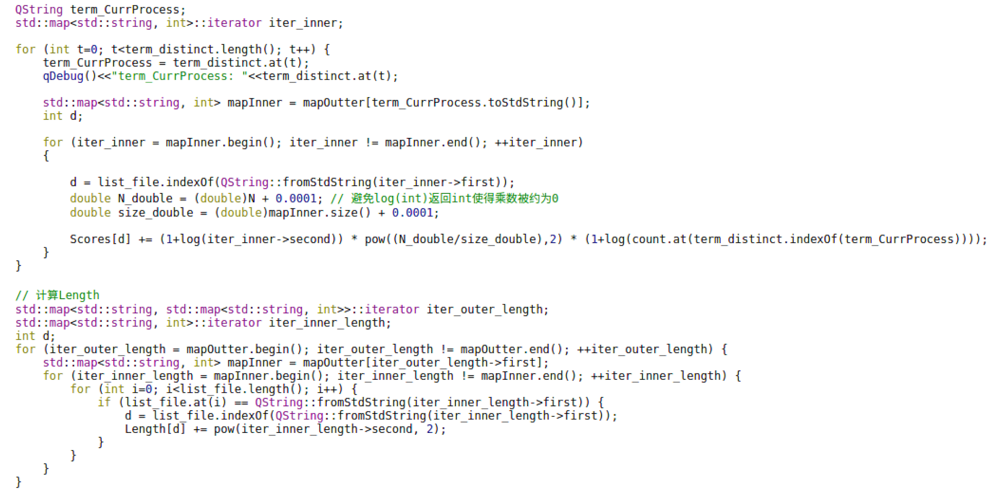 QString term_CurrProcess;
std::map<std::string, int>::iterator iter_inner;
for (int t=0; t<term_distinct.length(); t++) {
term_CurrProcess = term_distinct.at(t);
qDebug()<<"term_CurrProcess: "<<term_distinct.at(t);
std::map<std::string, int> mapInner = mapOutter[term_CurrProcess.toStdString()];
int d;
for (iter_inner = mapInner.begin(); iter_inner != mapInner.end(); ++iter_inner)
{
d = list_file.indexOf(QString::fromStdString(iter_inner->first));
double N_double = (double)N + 0.0001; // 避免log(int)返回int使得乘数被约为0
double size_double = (double)mapInner.size() + 0.0001;
Scores[d] += (1+log(iter_inner->second)) * pow((N_double/size_double),2) * (1+log(count.at(term_distinct.indexOf(term_CurrProcess))));
}
}
// 计算Length
std::map<std::string, std::map<std::string, int>>::iterator iter_outer_length;
std::map<std::string, int>::iterator iter_inner_length;
int d;
for (iter_outer_length = mapOutter.begin(); iter_outer_length != mapOutter.end(); ++iter_outer_length) {
std::map<std::string, int> mapInner = mapOutter[iter_outer_length->first];
for (iter_inner_length = mapInner.begin(); iter_inner_length != mapInner.end(); ++iter_inner_length) {
for (int i=0; i<list_file.length(); i++) {
if (list_file.at(i) == QString::fromStdString(iter_inner_length->first)) {
d = list_file.indexOf(QString::fromStdString(iter_inner_length->first));
Length[d] += pow(iter_inner_length->second, 2);
}
}
}
}